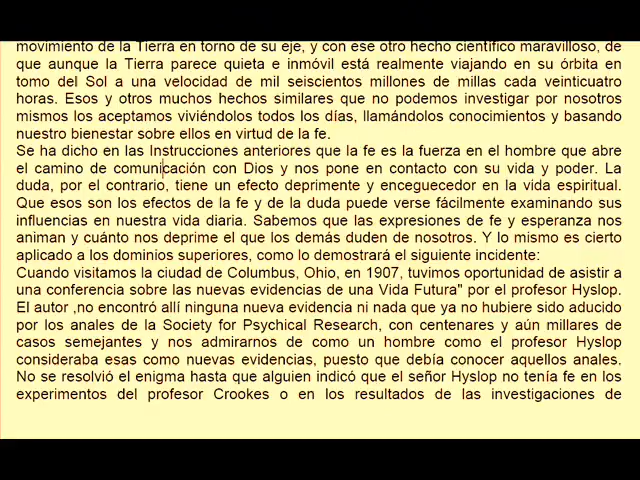 movimiento de la Tierra en torno de su eje, y con ese otro hecho científico maravilloso, de
que aunque la Tierra parece quieta e inmóvil está realmente viajando en su órbita en
tomo del Sol a una velocidad de mil seiscientos millones de millas cada veinticuatro
horas. Esos y otros muchos hechos similares que no podemos investigar por nosotros
mismos los aceptamos viviéndolos todos los días, llamándolos conocimientos y basando
nuestro bienestar sobre ellos en virtud de la fe.
Se ha dicho en las Instrucciones anteriores que la fe es la fuerza en el hombre que abre
el camino de comunicación con Dios y nos pone en contacto con su vida y poder. La
duda, por el contrario, tiene un efecto deprimente y enceguecedor en la vida espiritual.
Que esos son los efectos de la fe y de la duda puede verse fácilmente examinando sus
influencias en nuestra vida diaria. Sabemos que las expresiones de fe y esperanza nos
animan y cuánto nos deprime el que los demás duden de nosotros. Y lo mismo es cierto
aplicado a los dominios superiores, como lo demostrará el siguiente incidente:
Cuando visitamos la ciudad de Columbus, Ohio, en 1907, tuvimos oportunidad de asistir a
una conferencia sobre las nuevas evidencias de una Vida Futura" por el profesor Hyslop.
El autor ,no encontró allí ninguna nueva evidencia ni nada que ya no hubiere sido aducido
por los anales de la Society for Psychical Research, con centenares y aún millares de
casos semejantes y nos admirarnos de como un hombre como el profesor Hyslop
consideraba esas como nuevas evidencias, puesto que debía conocer aquellos anales.
No se resolvió el enigma hasta que alguien indicó que el señor Hyslop no tenía fe en los
experimentos del profesor Crookes o en los resultados de las investigaciones de